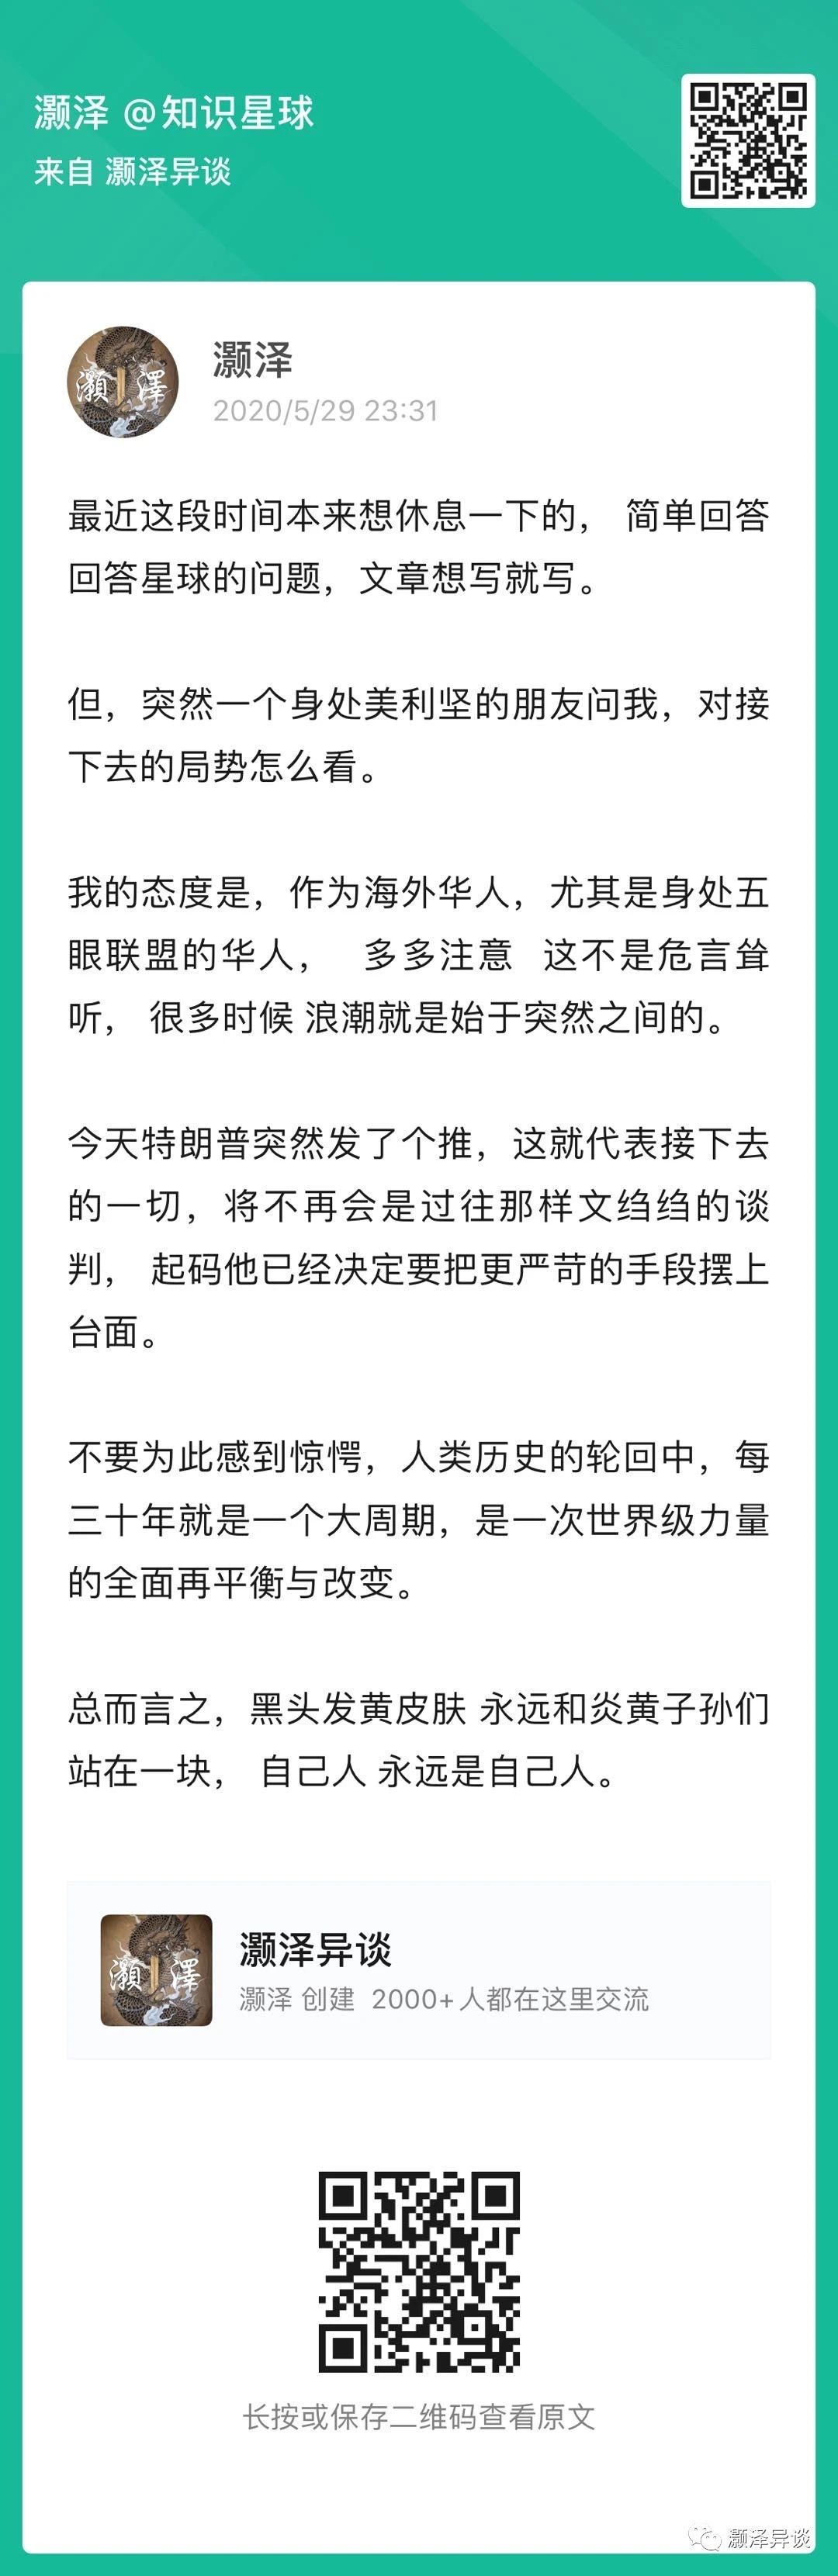 灏泽 @知识星球
来自 灏泽异谈
灏泽
2020/5/29 23:31
最近这段时间本来想休息一下的， 简单回答
回答星球的问题，文章想写就写。
但，突然一个身处美利坚的朋友问我，对接
下去的局势怎么看。
我的态度是，作为海外华人，尤其是身处五
眼联盟的华人， 多多注意 这不是危言耸
听， 很多时候 浪潮就是始于突然之间的。
今天特朗普突然发了个推，这就代表接下去
的一切，将不再会是过往那样文绉绉的谈
判， 起码他已经决定要把更严苛的手段摆上
台面。
不要为此感到惊愕，人类历史的轮回中，每
三十年就是一个大周期，是一次世界级力量
的全面再平衡与改变。
总而言之，黑头发黄皮肤 永远和炎黄子孙们
站在一块， 自己人 永远是自己人。
灏泽异谈
灏泽 创建 2000+人都在这里交流
长按或保存二维码查看原文
灏泽异谈